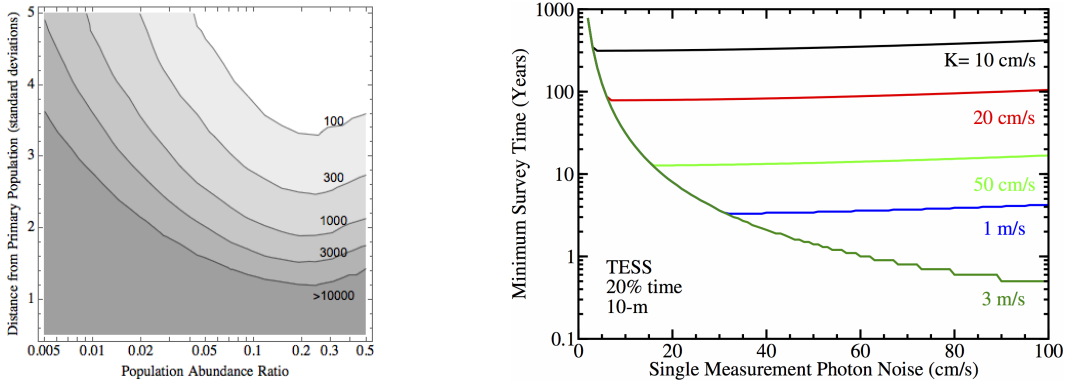 Distance from Primary Population (standard deviations)
5
4
3
2
1
100
300
1000
3000
>10000
0.005
0.01
0.02
0.05
0.1
0.2
0.3
0.5
Population Abundance Ratio
Minimum Survey Time (Years)
1000
100
10
1
0.1
K= 10 cm/s
20 cm/s
50 cm/s
1 m/s
3 m/s
TESS
20% time
10-m
0
20
40
60
80
100
Single Measurement Photon Noise (cm/s)